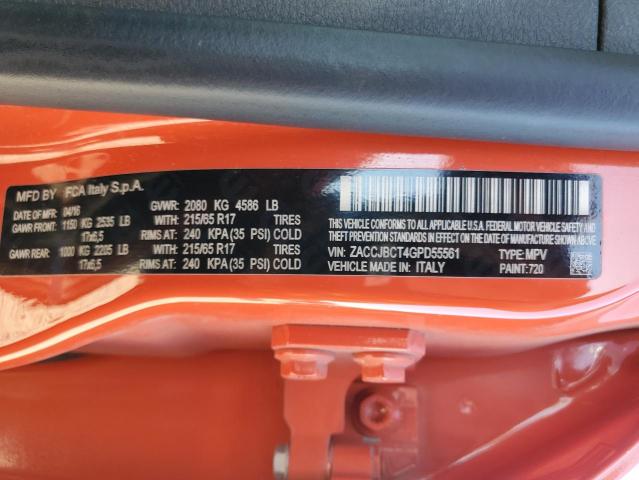 MFD BY FCA Italy S.p.A.
DATE OF MFR: 04/16 GVWR: 2080 KG 4586 LB
GAWR FRONT: 1150 KG 2535 LB WITH: 215/65 R17 TIRES
17x6,5 RIMS AT: 240 KPA (35 PSI) COLD
GAWR REAR: 1000 KG 2205 LB WITH: 215/65 R17 TIRES
17x6,5 RIMS AT: 240 KPA (35 PSI) COLD
THIS VEHICLE CONFORMS TO ALL APPLICABLE U.S.A. FEDERAL MOTOR VEHICLE SAFETY,
BUMPER, AND THEFT PREVENTION STANDARDS IN EFFECT ON THE DATE OF MFR. SHOWN ABOVE
VIN: ZACCJBCT4GPD55561 TYPE: MPV
VEHICLE MADE IN: ITALY PAINT: 720